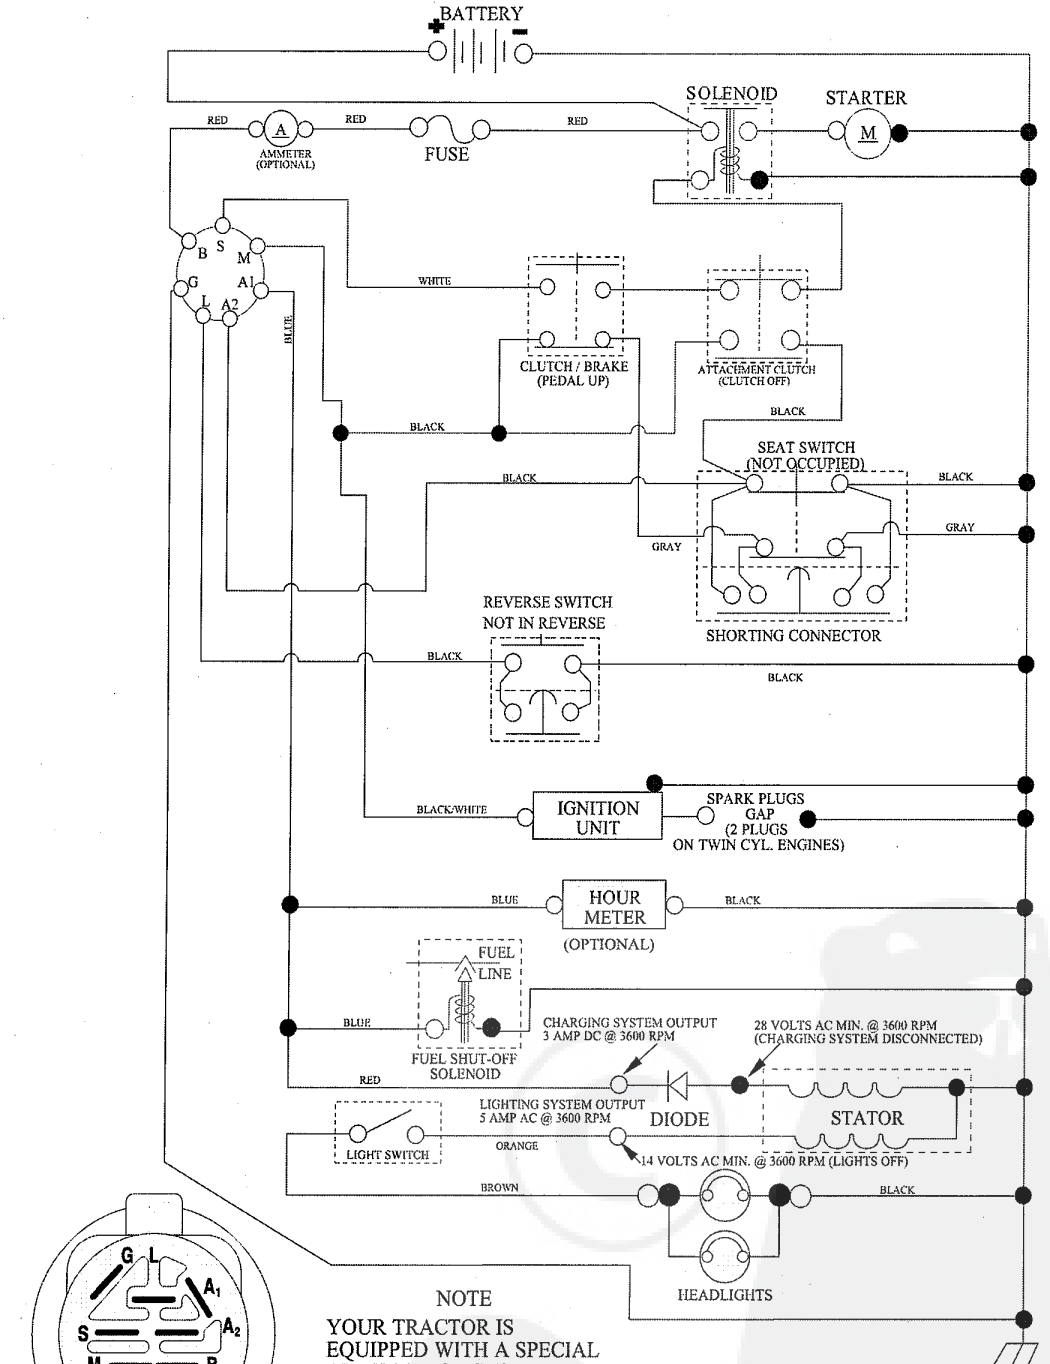 BATTERY
+ -
SOLENOID
STARTER
RED
RED
RED
A
M
AMMETER
(OPTIONAL)
FUSE
B
S
M
G
L
A2
A1
WHITE
BLUE
CLUTCH / BRAKE
(PEDAL UP)
ATTACHMENT CLUTCH
(CLUTCH OFF)
BLACK
BLACK
SEAT SWITCH
(NOT OCCUPIED)
BLACK
BLACK
GRAY
GRAY
REVERSE SWITCH
NOT IN REVERSE
SHORTING CONNECTOR
BLACK
BLACK
BLACK/WHITE
IGNITION
UNIT
SPARK PLUGS
GAP
(2 PLUGS
ON TWIN CYL. ENGINES)
BLUE
HOUR
METER
BLACK
(OPTIONAL)
FUEL
LINE
BLUE
FUEL SHUT-OFF
SOLENOID
CHARGING SYSTEM OUTPUT
3 AMP DC @ 3600 RPM
28 VOLTS AC MIN. @ 3600 RPM
(CHARGING SYSTEM DISCONNECTED)
RED
LIGHTING SYSTEM OUTPUT
5 AMP AC @ 3600 RPM
DIODE
STATOR
LIGHT SWITCH
ORANGE
14 VOLTS AC MIN. @ 3600 RPM (LIGHTS OFF)
BROWN
BLACK
HEADLIGHTS
G
L
A1
A2
S
M
B
NOTE
YOUR TRACTOR IS
EQUIPPED WITH A SPECIAL